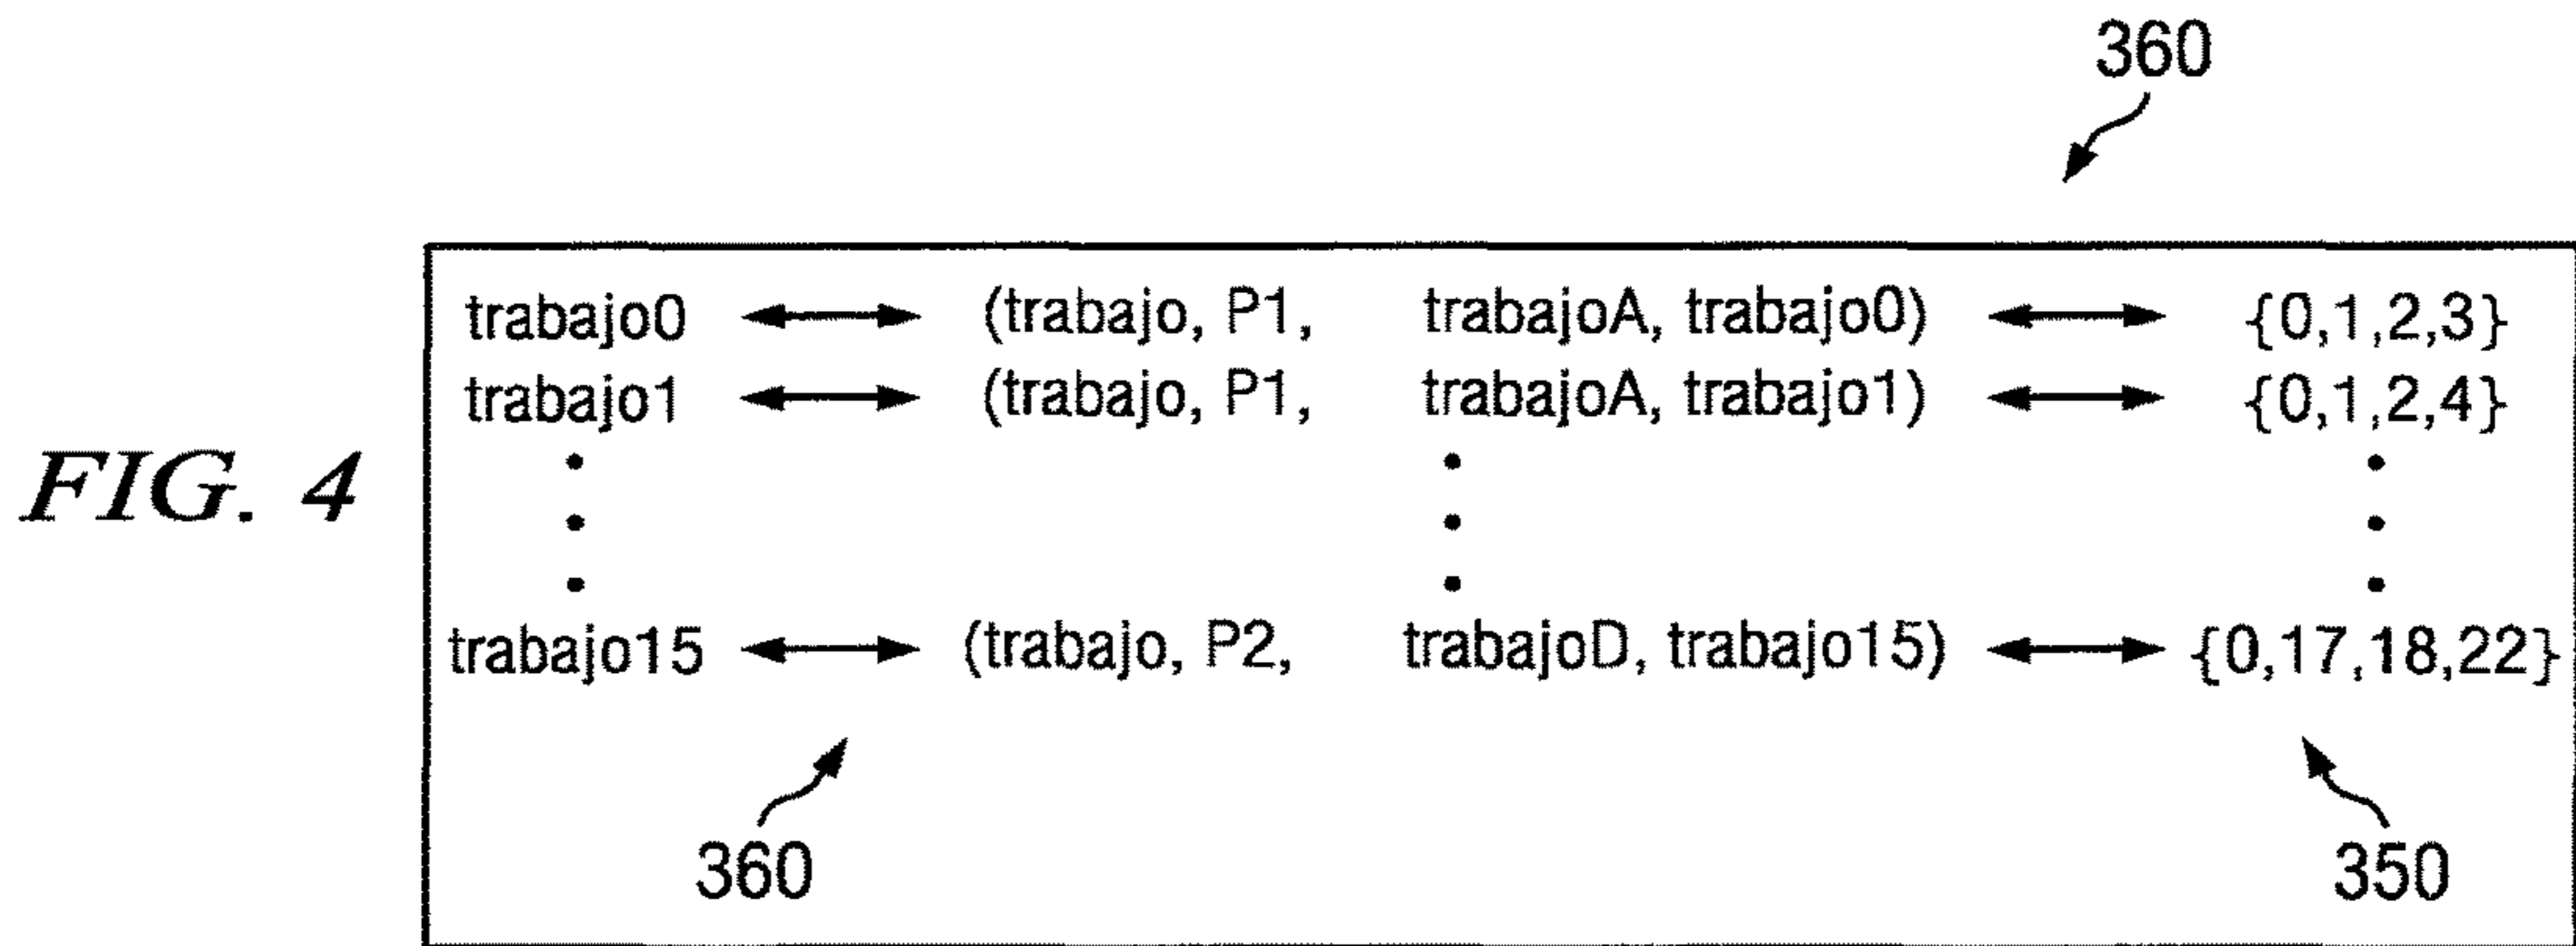 360
trabajo0 (trabajo, P1, trabajoA, trabajo0) {0,1,2,3}
trabajo1 (trabajo, P1, trabajoA, trabajo1) {0,1,2,4}
FIG. 4
trabajo15 (trabajo, P2, trabajoD, trabajo15) {0,17,18,22}
360 350